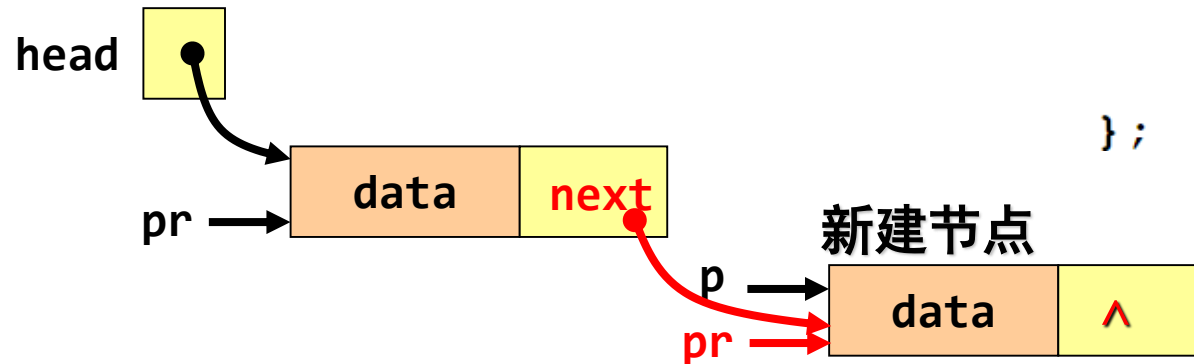 head
};
data next
pr
新建节点
p
data ∧
pr